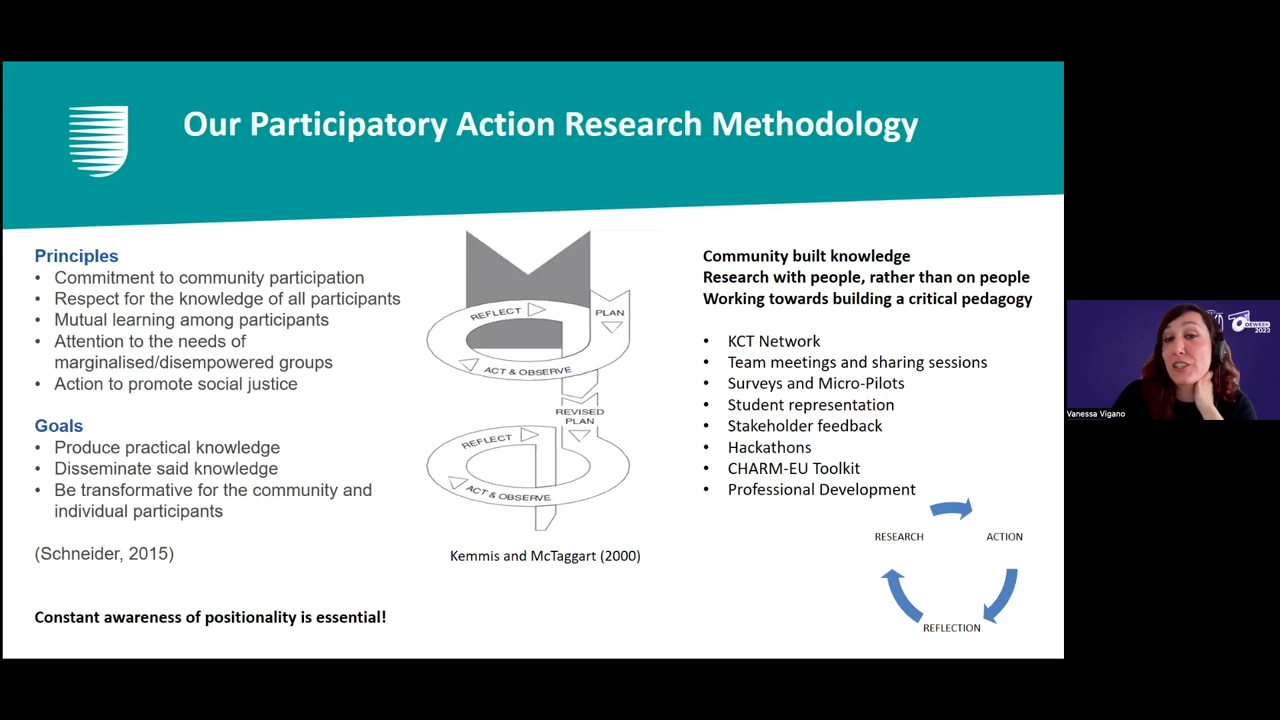 Our Participatory Action Research Methodology
Principles
• Commitment to community participation
• Respect for the knowledge of all participants
• Mutual learning among participants
• Attention to the needs of
marginalised/disempowered groups
• Action to promote social justice
Goals
• Produce practical knowledge
• Disseminate said knowledge
• Be transformative for the community and
individual participants
(Schneider, 2015)
Constant awareness of positionality is essential!
REFLECT
PLAN
ACT & OBSERVE
REVISED
PLAN
REFLECT
ACT & OBSERVE
Kemmis and McTaggart (2000)
Community built knowledge
Research with people, rather than on people
Working towards building a critical pedagogy
• KCT Network
• Team meetings and sharing sessions
• Surveys and Micro-Pilots
• Student representation
• Stakeholder feedback
• Hackathons
• CHARM-EU Toolkit
• Professional Development
RESEARCH
ACTION
REFLECTION
OEWEEK
2023
Vanessa Vigano